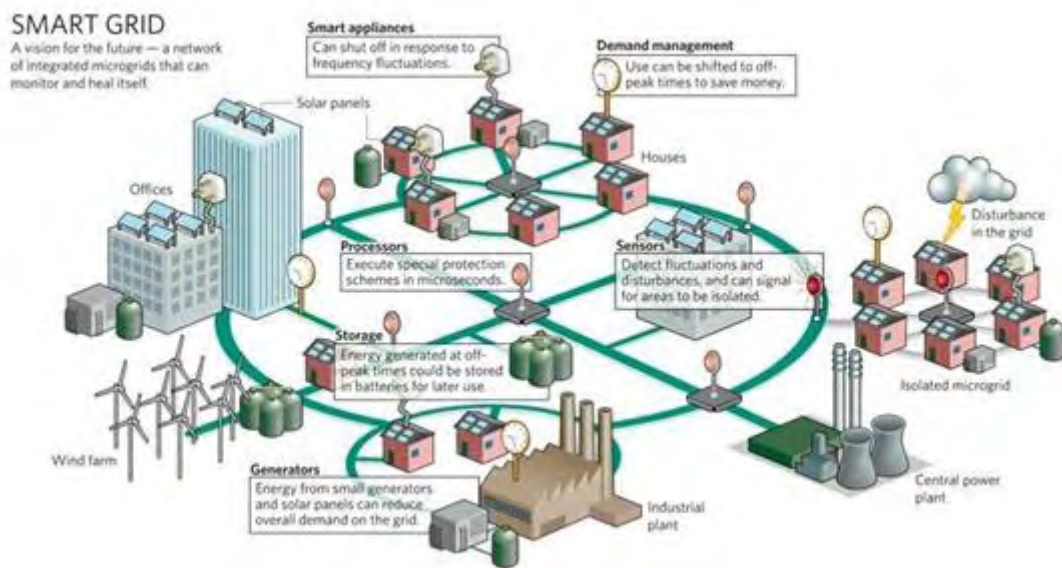 SMART GRID
A vision for the future — a network
of integrated microgrids that can
monitor and heal itself.
Smart appliances
Can shut off in response to
frequency fluctuations.
Demand management
Use can be shifted to off-
peak times to save money.
Solar panels
Houses
Offices
Disturbance
in the grid
Processors
Execute special protection
schemes in microseconds.
Sensors
Detect fluctuations and
disturbances, and can signal
for areas to be isolated.
Storage
Energy generated at off-
peak times could be stored
in batteries for later use.
Isolated microgrid
Wind farm
Generators
Energy from small generators
and solar panels can reduce
overall demand on the grid.
Industrial
plant
Central power
plant